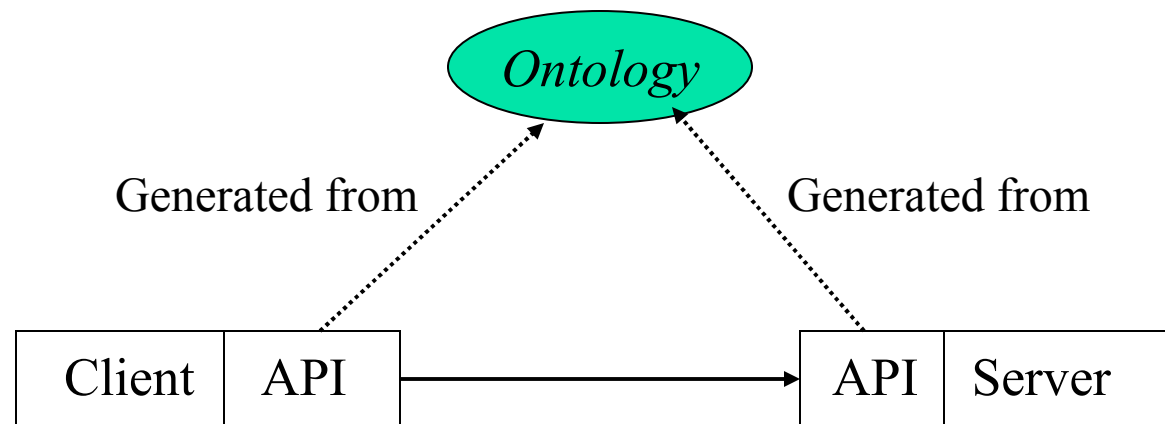 Ontology
Generated from
Generated from
Client
API
API
Server